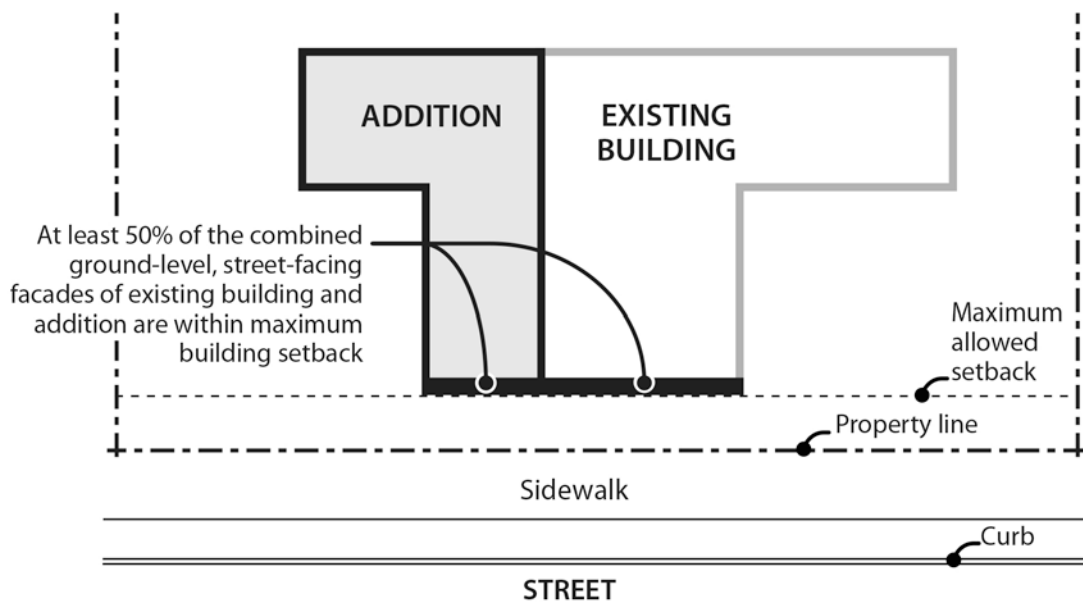 ADDITION
EXISTING
BUILDING
At least 50% of the combined
ground-level, street-facing
facades of existing building and
addition are within maximum
building setback
Maximum
allowed
setback
Property line
Sidewalk
Curb
STREET